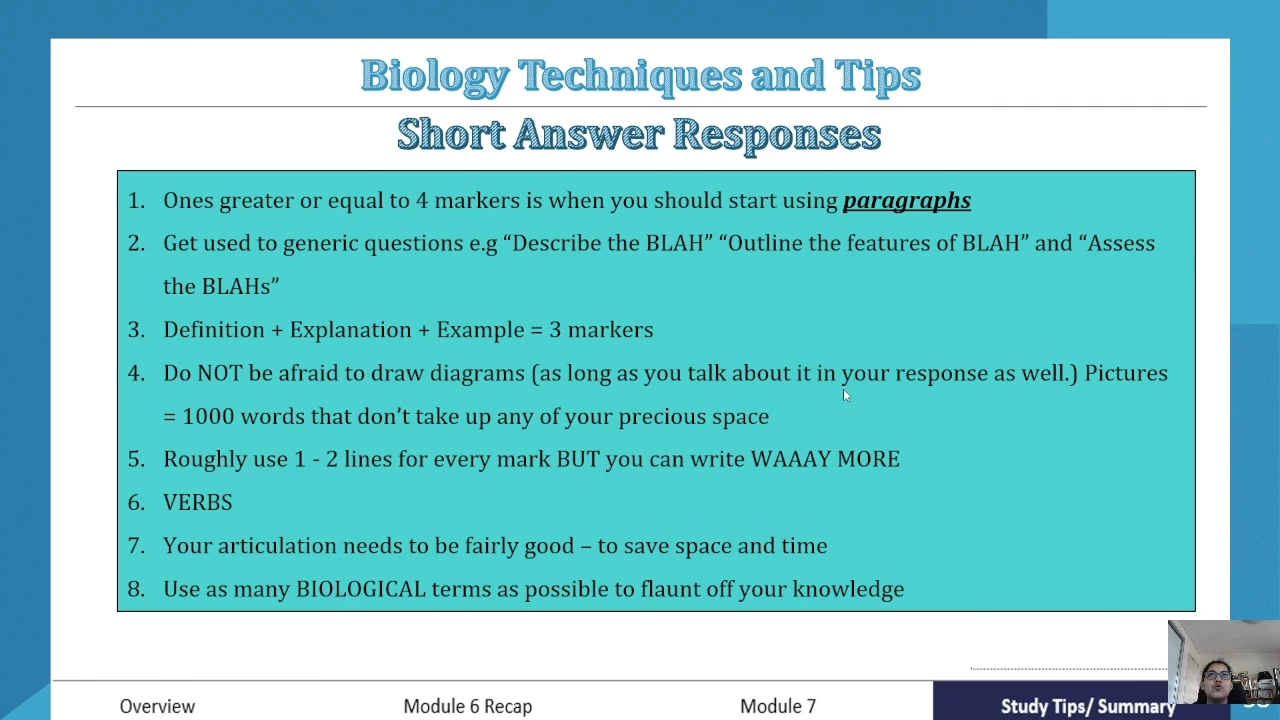 Biology Techniques and Tips
Short Answer Responses
1. Ones greater or equal to 4 markers is when you should start using paragraphs
2. Get used to generic questions e.g “Describe the BLAH” “Outline the features of BLAH” and “Assess
the BLAHs”
3. Definition + Explanation + Example = 3 markers
4. Do NOT be afraid to draw diagrams (as long as you talk about it in your response as well.) Pictures
= 1000 words that don’t take up any of your precious space
5. Roughly use 1 - 2 lines for every mark BUT you can write WAAAY MORE
6. VERBS
7. Your articulation needs to be fairly good – to save space and time
8. Use as many BIOLOGICAL terms as possible to flaunt off your knowledge
Overview Module 6 Recap Module 7 Study Tips/ Summary